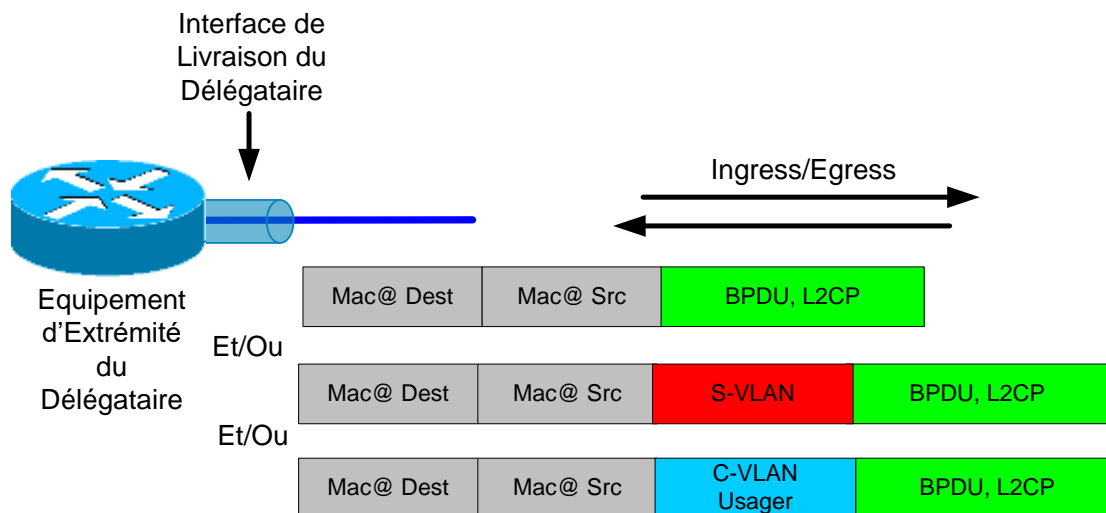 Interface de
Livraison du
Délégataire
Ingress/Egress
Equipement
d'Extrémité
du
Délégataire
Mac@ Dest
Mac@ Src
BPDU, L2CP
Et/Ou
Mac@ Dest
Mac@ Src
S-VLAN
BPDU, L2CP
Et/Ou
Mac@ Dest
Mac@ Src
C-VLAN
Usager
BPDU, L2CP